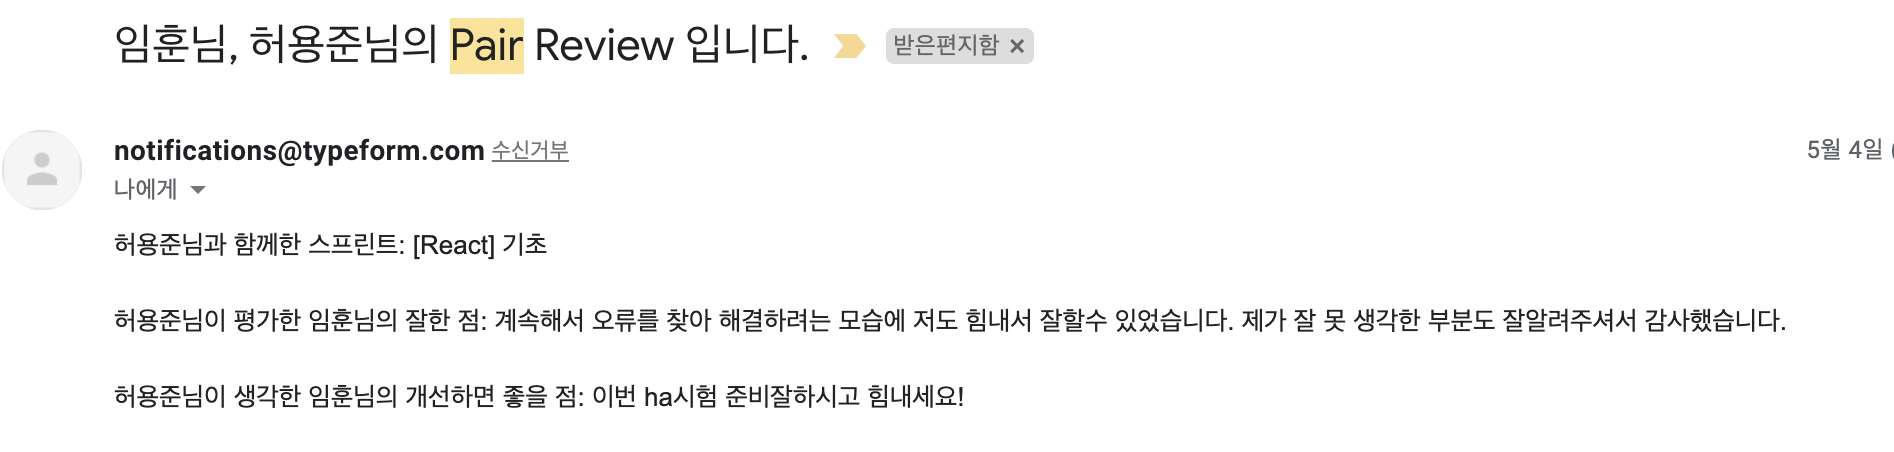 임훈님, 허용준님의 Pair Review 입니다. 받은편지함 ×
notifications@typeform.com 수신거부 5월 4일 (
나에게
허용준님과 함께한 스프린트: [React] 기초
허용준님이 평가한 임훈님의 잘한 점: 계속해서 오류를 찾아 해결하려는 모습에 저도 힘내서 잘할수 있었습니다. 제가 잘 못 생각한 부분도 잘알려주셔서 감사했습니다.
허용준님이 생각한 임훈님의 개선하면 좋을 점: 이번 ha시험 준비잘하시고 힘내세요!